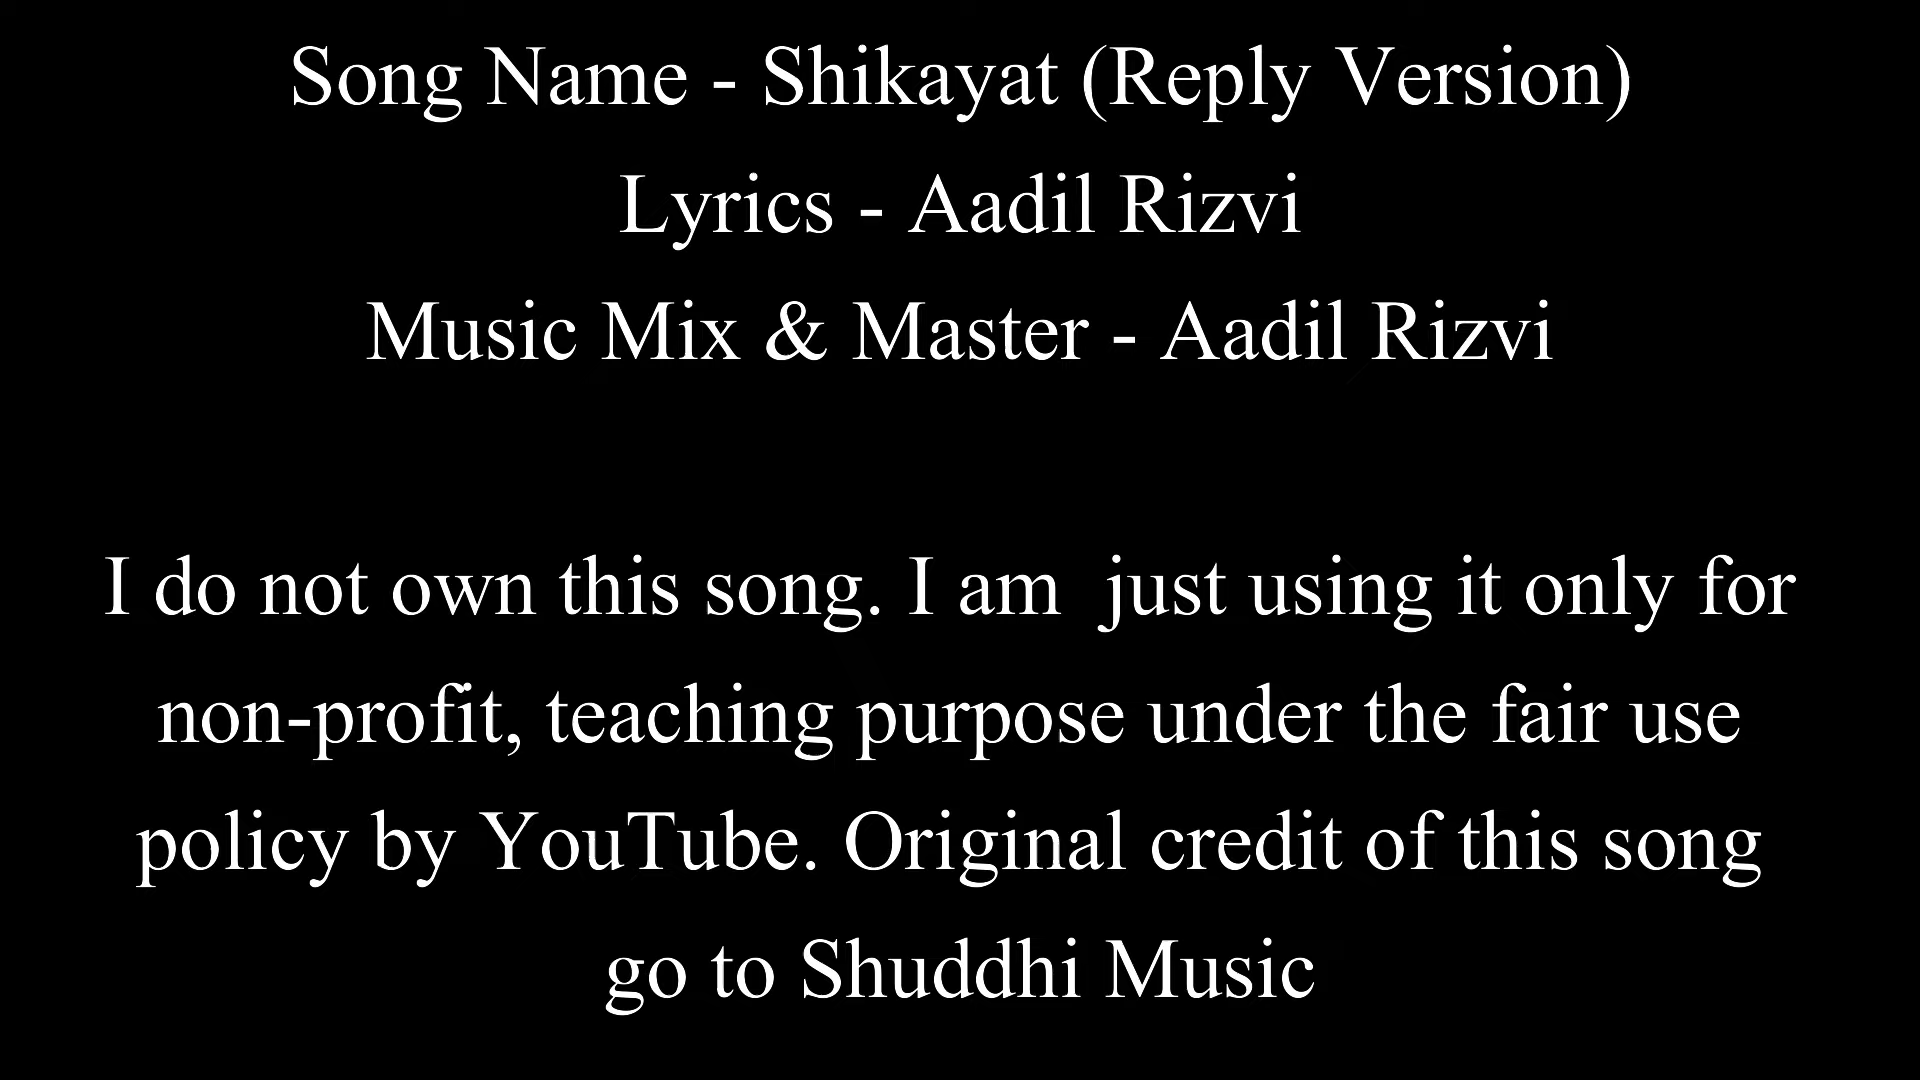 Song Name - Shikayat (Reply Version)
Lyrics - Aadil Rizvi
Music Mix & Master - Aadil Rizvi
I do not own this song. I am  just using it only for
non-profit, teaching purpose under the fair use
policy by YouTube. Original credit of this song
go to Shuddhi Music